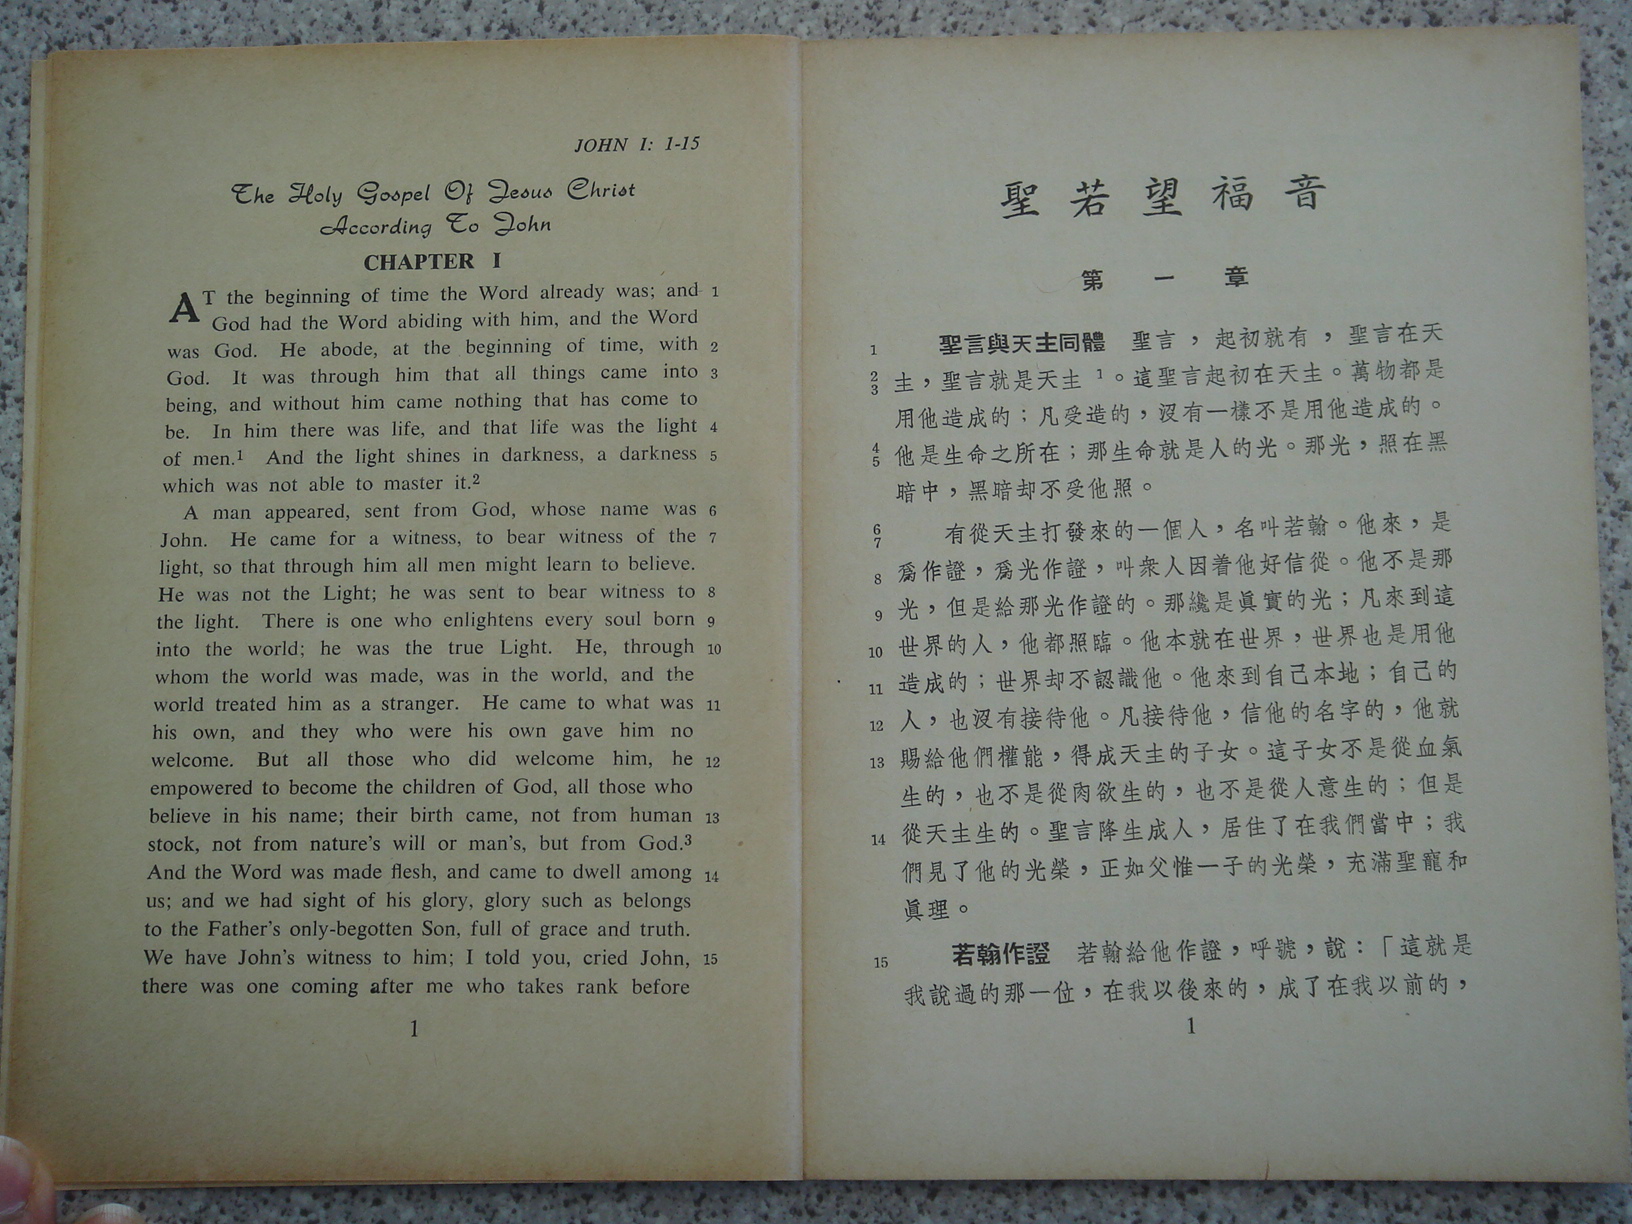 JOHN I: 1-15
The Holy Gospel Of Jesus Christ
According To John
CHAPTER I
AT the beginning of time the Word already was; and 1
God had the Word abiding with him, and the Word
was God. He abode, at the beginning of time, with 2
God. It was through him that all things came into 3
being, and without him came nothing that has come to
be. In him there was life, and that life was the light 4
of men.¹ And the light shines in darkness, a darkness 5
which was not able to master it.²
A man appeared, sent from God, whose name was 6
John. He came for a witness, to bear witness of the 7
light, so that through him all men might learn to believe.
He was not the Light; he was sent to bear witness to 8
the light. There is one who enlightens every soul born 9
into the world; he was the true Light. He, through 10
whom the world was made, was in the world, and the
world treated him as a stranger. He came to what was 11
his own, and they who were his own gave him no
welcome. But all those who did welcome him, he 12
empowered to become the children of God, all those who
believe in his name; their birth came, not from human 13
stock, not from nature's will or man's, but from God.³
And the Word was made flesh, and came to dwell among 14
us; and we had sight of his glory, glory such as belongs
to the Father's only-begotten Son, full of grace and truth.
We have John's witness to him; I told you, cried John, 15
there was one coming after me who takes rank before
1
聖若望福音
第一章
1 聖言與天主同體 聖言，起初就有，聖言在天
2 3 主，聖言就是天主¹。這聖言起初在天主。萬物都是
用他造成的；凡受造的，沒有一樣不是用他造成的。
4 5 他是生命之所在；那生命就是人的光。那光，照在黑
暗中，黑暗却不受他照。
6 7 有從天主打發來的一個人，名叫若翰。他來，是
8 爲作證，爲光作證，叫衆人因着他好信從。他不是那
9 光，但是給那光作證的。那纔是眞實的光；凡來到這
10 世界的人，他都照臨。他本就在世界，世界也是用他
11 造成的；世界却不認識他。他來到自己本地；自己的
12 人，也沒有接待他。凡接待他，信他的名字的，他就
13 賜給他們權能，得成天主的子女。這子女不是從血氣
生的，也不是從肉欲生的，也不是從人意生的；但是
14 從天主生的。聖言降生成人，居住了在我們當中；我
們見了他的光榮，正如父惟一子的光榮，充滿聖寵和
眞理。
15 若翰作證 若翰給他作證，呼號，說：「這就是
我說過的那一位，在我以後來的，成了在我以前的，
1